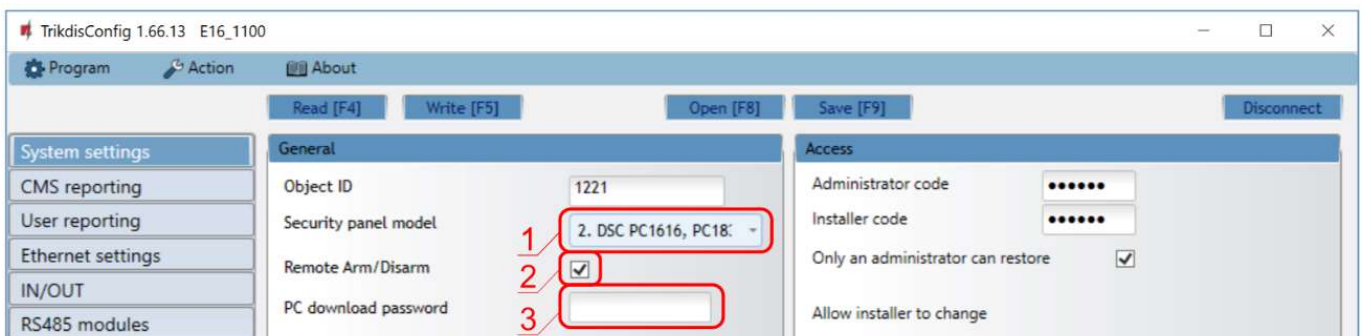 TrikdisConfig 1.66.13 E16_1100
Program Action About
Read [F4] Write [F5] Open [F8] Save [F9] Disconnect
System settings
CMS reporting
User reporting
Ethernet settings
IN/OUT
RS485 modules
General
Object ID 1221
Security panel model 1 2. DSC PC1616, PC18
Remote Arm/Disarm 2
PC download password 3
Access
Administrator code ••••••
Installer code ••••••
Only an administrator can restore
Allow installer to change